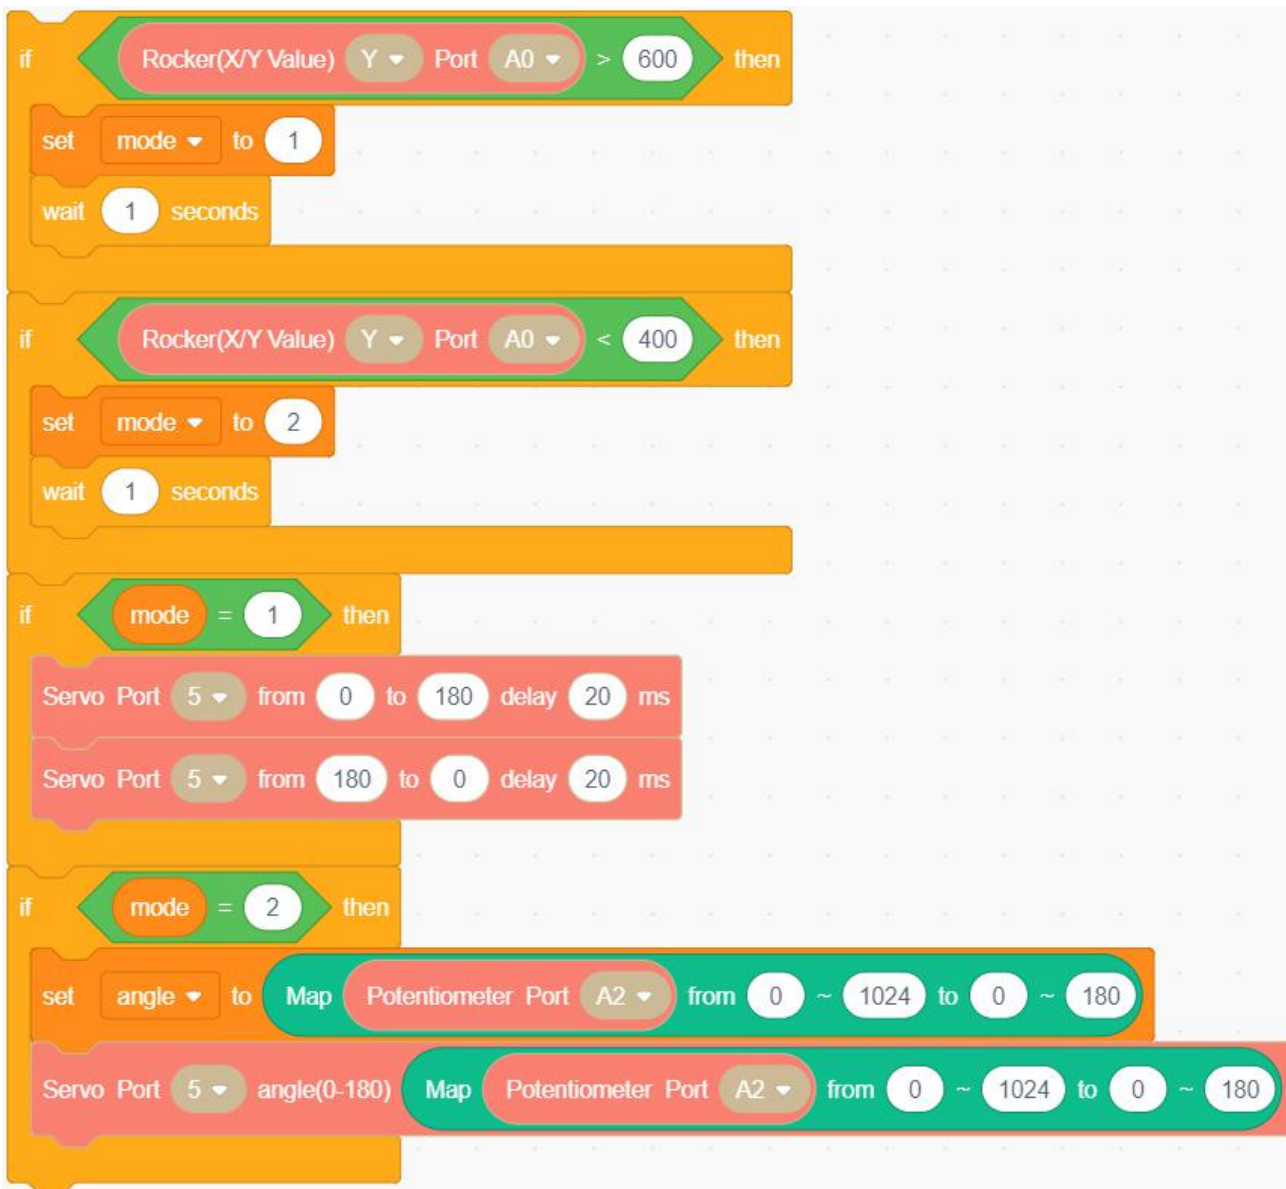 if Rocker(X/Y Value) Y Port A0 > 600 then
set mode to 1
wait 1 seconds
if Rocker(X/Y Value) Y Port A0 < 400 then
set mode to 2
wait 1 seconds
if mode = 1 then
Servo Port 5 from 0 to 180 delay 20 ms
Servo Port 5 from 180 to 0 delay 20 ms
if mode = 2 then
set angle to Map Potentiometer Port A2 from 0 ~ 1024 to 0 ~ 180
Servo Port 5 angle(0-180) Map Potentiometer Port A2 from 0 ~ 1024 to 0 ~ 180